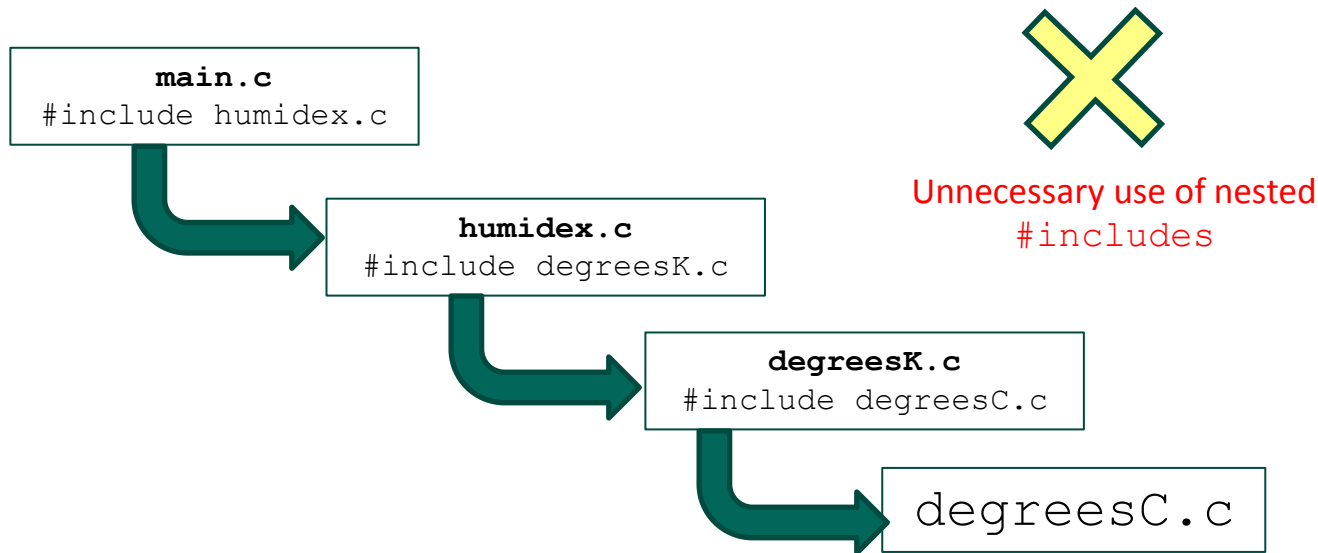 main.c
#include humidex.c
Unnecessary use of nested
#includes
humidex.c
#include degreesK.c
degreesK.c
#include degreesC.c
degreesC.c